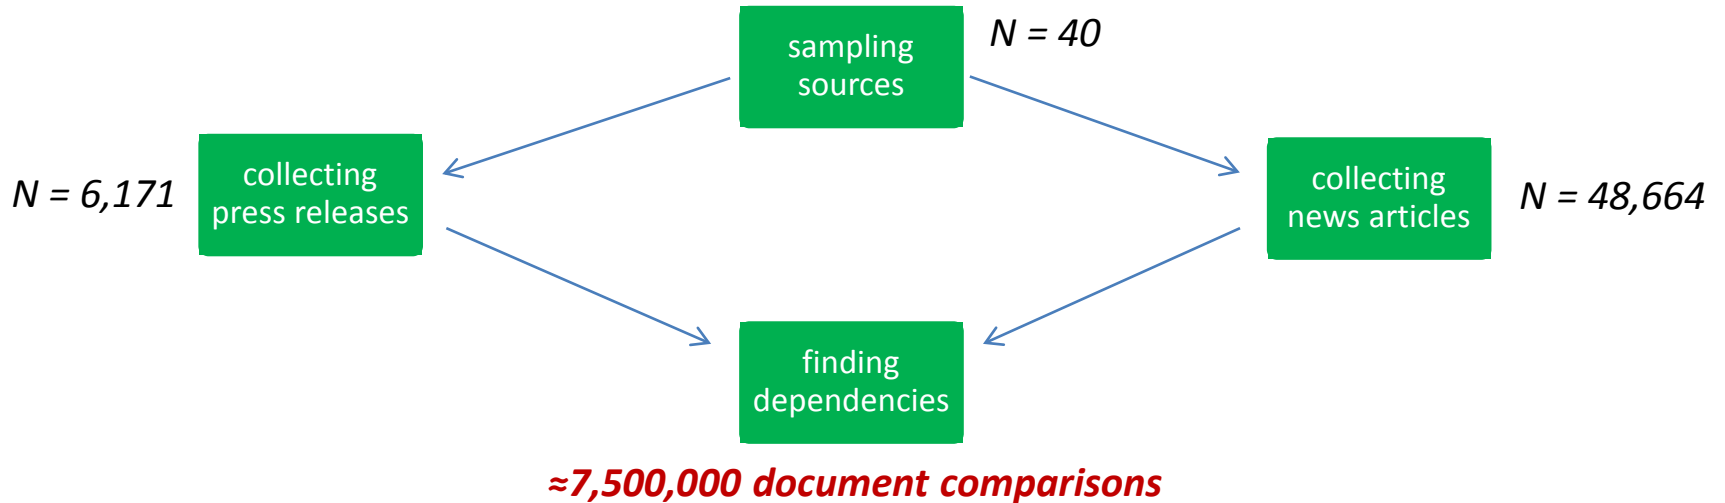 sampling
sources
N = 40
N = 6,171
collecting
press releases
collecting
news articles
N = 48,664
finding
dependencies
≈7,500,000 document comparisons